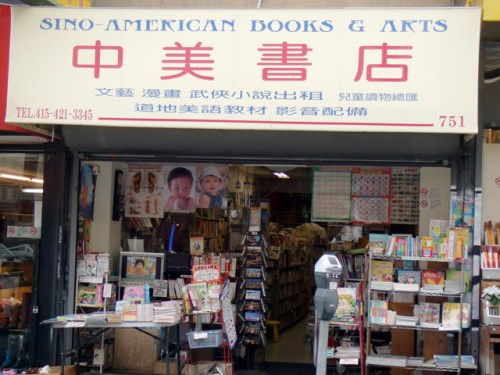 SINO-AMERICAN BOOKS & ARTS
中美書店
文藝 漫畫 武俠小說出租 兒童讀物總匯
道地美語教材 影音配備
TEL.415-421-3345
751
SPECIAL